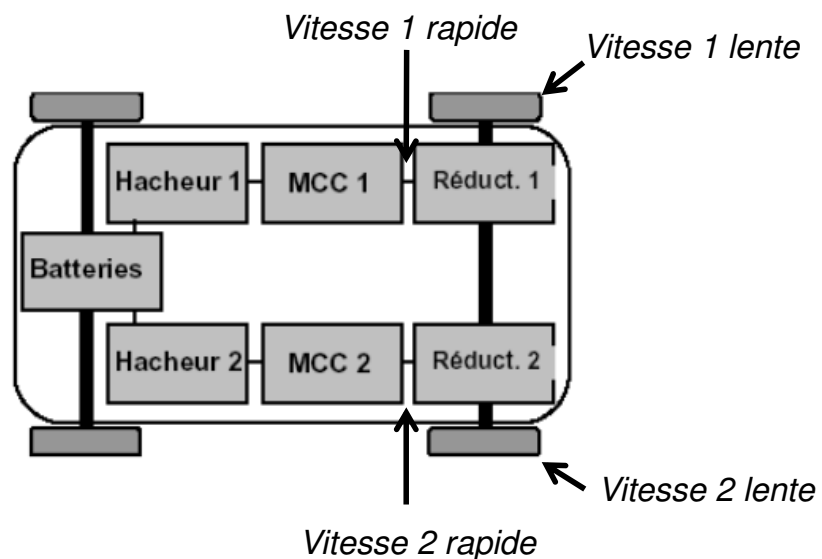 Vitesse 1 rapide
Vitesse 1 lente
Hacheur 1
MCC 1
Réduct. 1
Batteries
Hacheur 2
MCC 2
Réduct. 2
Vitesse 2 lente
Vitesse 2 rapide